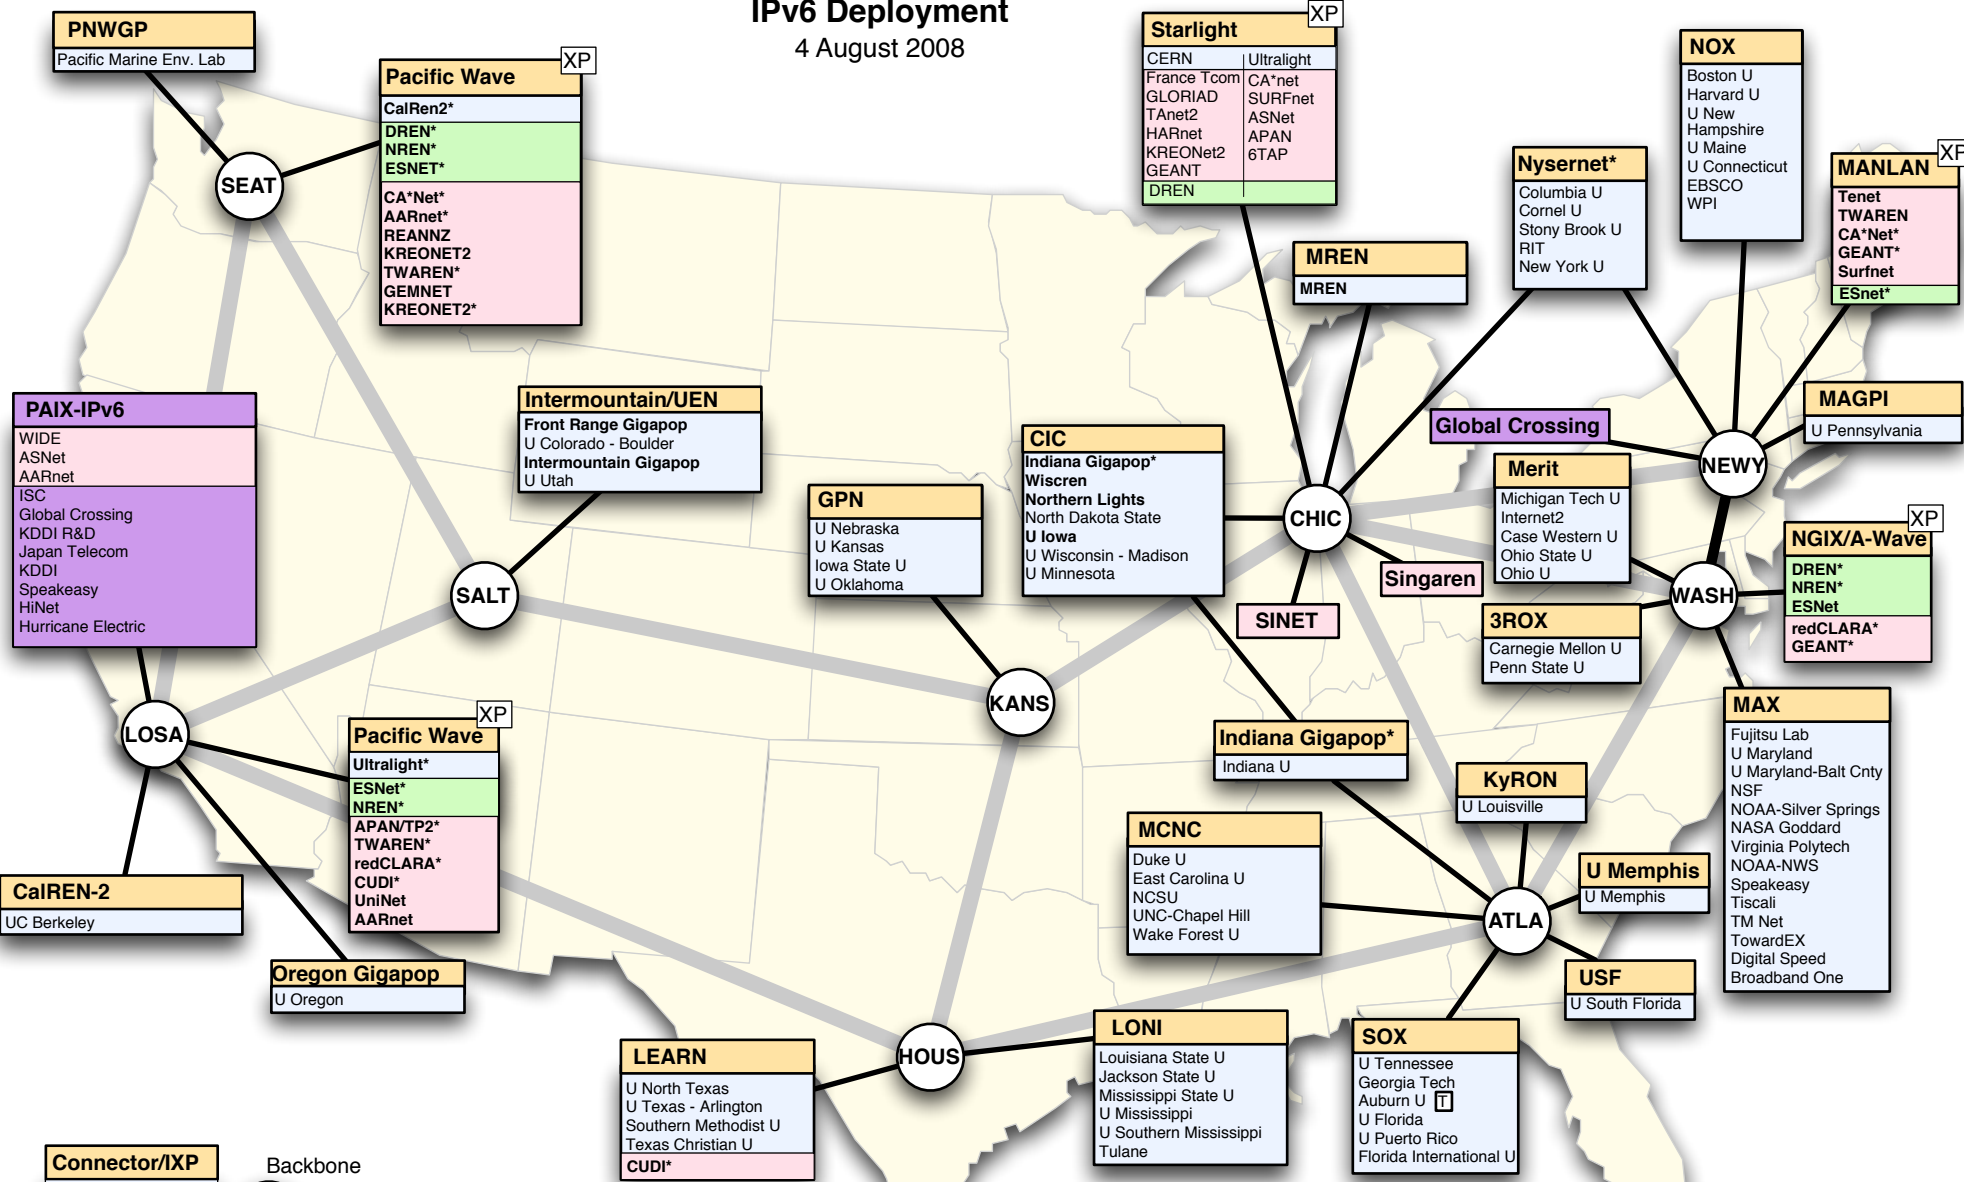 IPv6 Deployment
4 August 2008
PNWGP
Pacific Marine Env. Lab
XP
Pacific Wave
CalRen2*
DREN*
NREN*
ESNET*
CA*Net*
AARnet*
REANNZ
KREONET2
TWAREN*
GEMNET
KREONET2*
SEAT
XP
Starlight
CERN
Ultralight
France Tcom
GLORIAD
TAnet2
HARnet
KREONet2
GEANT
CA*net
SURFnet
ASNet
APAN
6TAP
DREN
MREN
MREN
Nysernet*
Columbia U
Cornel U
Stony Brook U
RIT
New York U
NOX
Boston U
Harvard U
U New
Hampshire
U Maine
U Connecticut
EBSCO
WPI
XP
MANLAN
Tenet
TWAREN
CA*Net*
GEANT*
Surfnet
ESnet*
MAGPI
U Pennsylvania
Global Crossing
NEWY
PAIX-IPv6
WIDE
ASNet
AARnet
ISC
Global Crossing
KDDI R&D
Japan Telecom
KDDI
Speakeasy
HiNet
Hurricane Electric
Intermountain/UEN
Front Range Gigapop
U Colorado - Boulder
Intermountain Gigapop
U Utah
SALT
GPN
U Nebraska
U Kansas
Iowa State U
U Oklahoma
KANS
CIC
Indiana Gigapop*
Wiscren
Northern Lights
North Dakota State
U Iowa
U Wisconsin - Madison
U Minnesota
CHIC
Singaren
SINET
Merit
Michigan Tech U
Internet2
Case Western U
Ohio State U
Ohio U
WASH
XP
NGIX/A-Wave
DREN*
NREN*
ESNet
redCLARA*
GEANT*
3ROX
Carnegie Mellon U
Penn State U
MAX
Fujitsu Lab
U Maryland
U Maryland-Balt Cnty
NSF
NOAA-Silver Springs
NASA Goddard
Virginia Polytech
NOAA-NWS
Speakeasy
Tiscali
TM Net
TowardEX
Digital Speed
Broadband One
LOSA
XP
Pacific Wave
Ultralight*
ESNet*
NREN*
APAN/TP2*
TWAREN*
redCLARA*
CUDI*
UniNet
AARnet
CalREN-2
UC Berkeley
Oregon Gigapop
U Oregon
Indiana Gigapop*
Indiana U
KyRON
U Louisville
MCNC
Duke U
East Carolina U
NCSU
UNC-Chapel Hill
Wake Forest U
U Memphis
U Memphis
ATLA
USF
U South Florida
HOUS
LEARN
U North Texas
U Texas - Arlington
Southern Methodist U
Texas Christian U
CUDI*
LONI
Louisiana State U
Jackson State U
Mississippi State U
U Mississippi
U Southern Mississippi
Tulane
SOX
U Tennessee
Georgia Tech
Auburn U T
U Florida
U Puerto Rico
Florida International U
Connector/IXP
Backbone